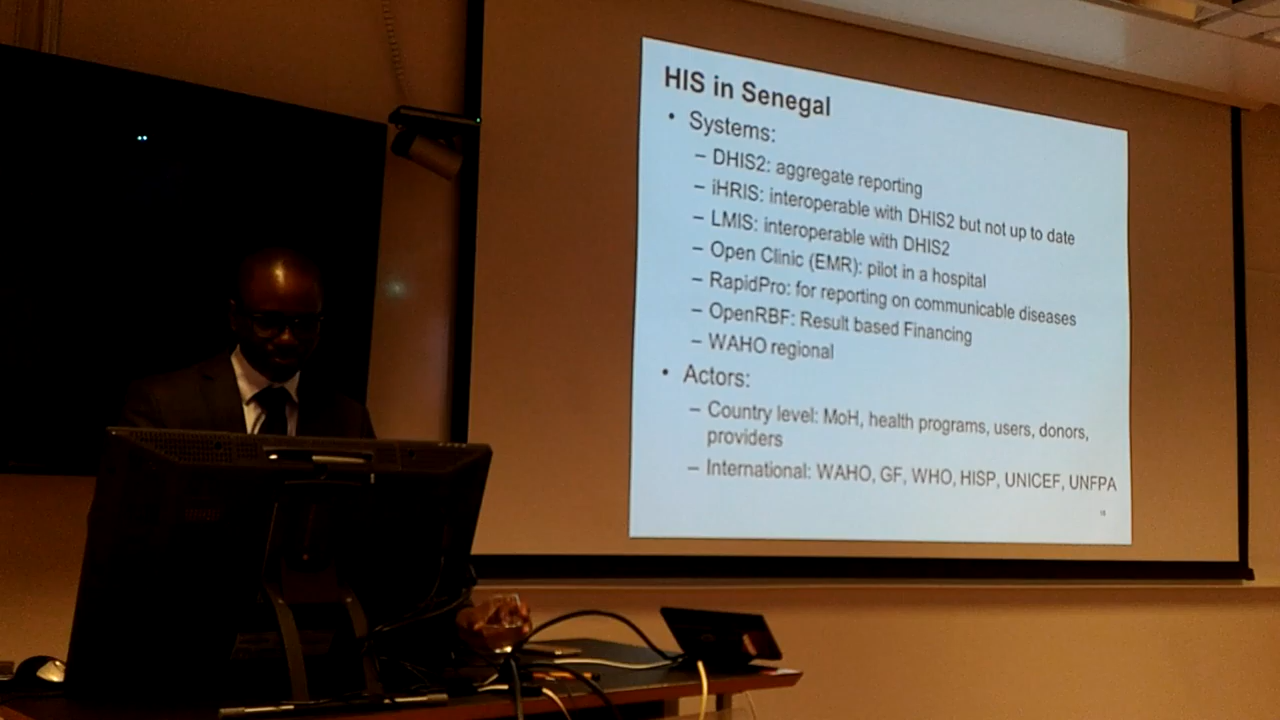 HIS in Senegal
• Systems:
– DHIS2: aggregate reporting
– iHRIS: interoperable with DHIS2 but not up to date
– LMIS: interoperable with DHIS2
– Open Clinic (EMR): pilot in a hospital
– RapidPro: for reporting on communicable diseases
– OpenRBF: Result based Financing
– WAHO regional
• Actors:
– Country level: MoH, health programs, users, donors,
providers
– International: WAHO, GF, WHO, HISP, UNICEF, UNFPA